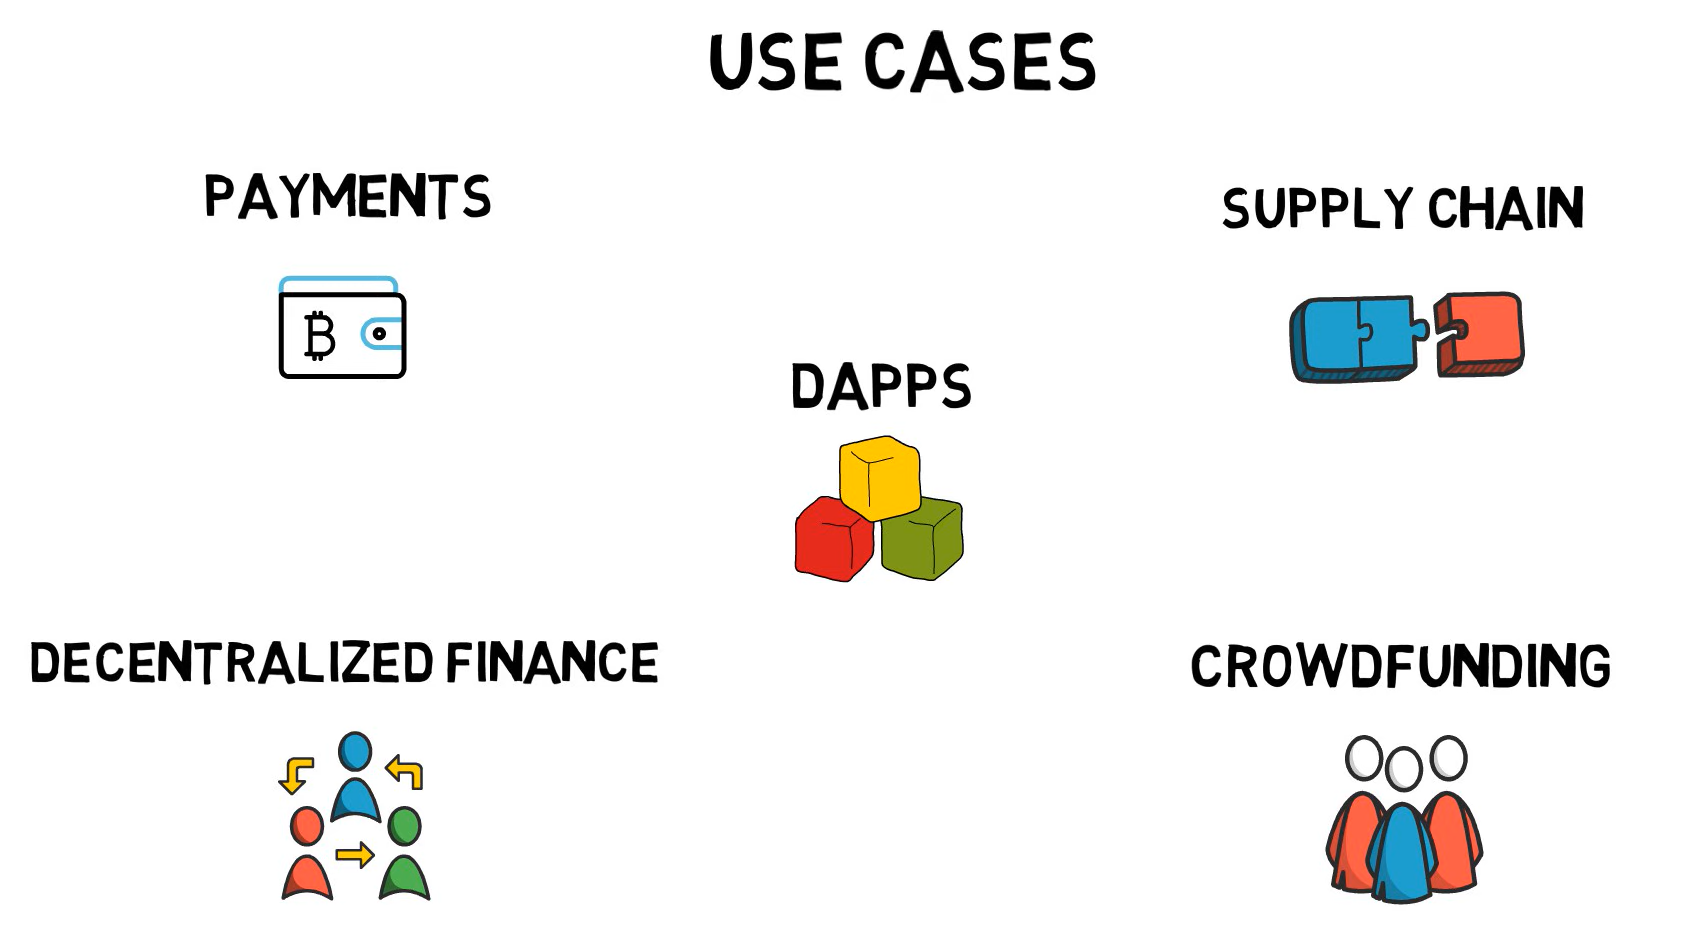 USE CASES
PAYMENTS
SUPPLY CHAIN
DAPPS
DECENTRALIZED FINANCE
CROWDFUNDING